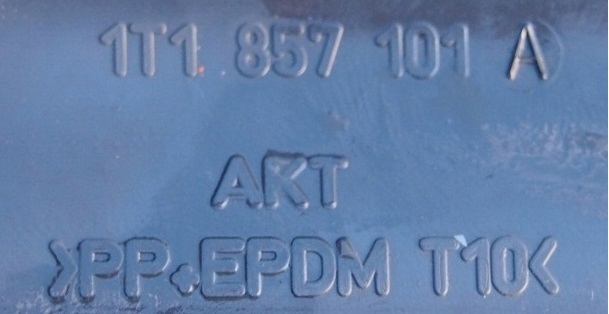 1T1 857 101 A
AKT
>PP+EPDM T10<